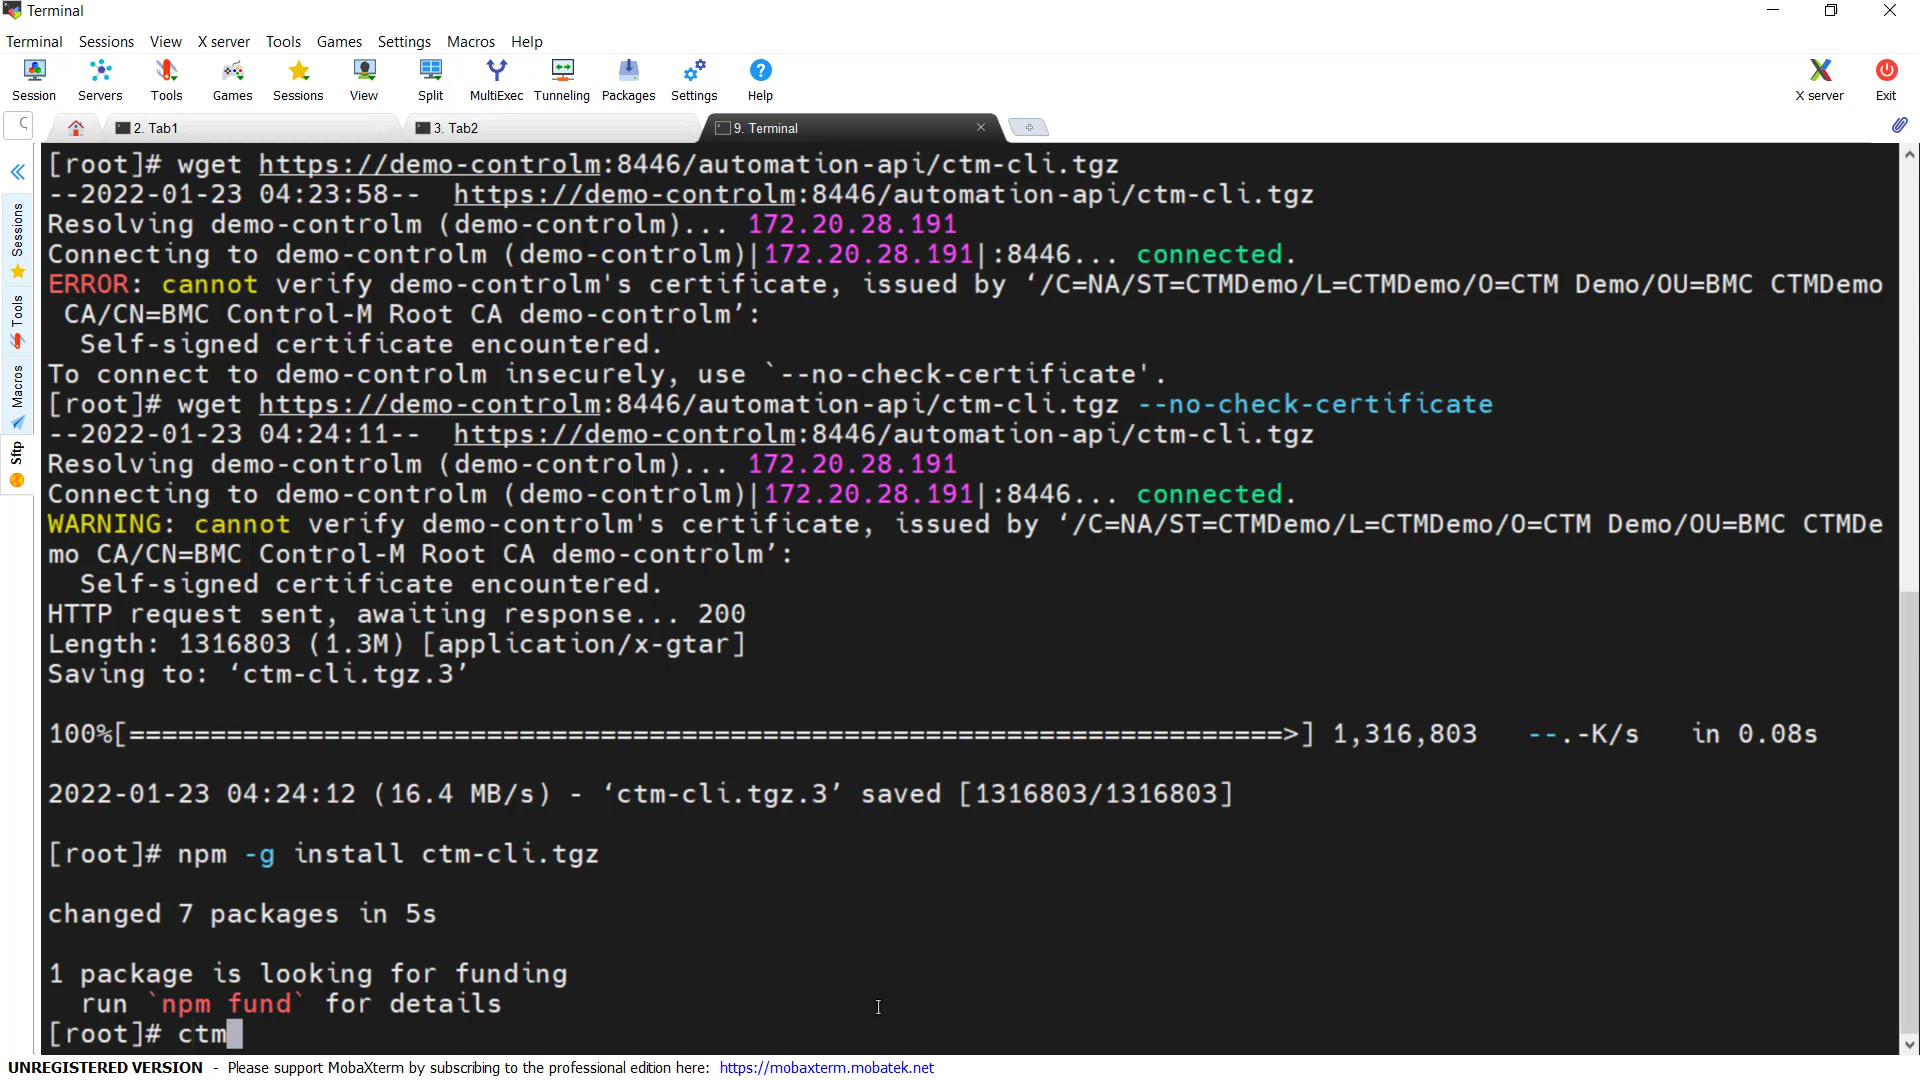 Terminal
Terminal Sessions View X server Tools Games Settings Macros Help
Session Servers Tools Games Sessions View Split MultiExec Tunneling Packages Settings Help X server Exit
2. Tab1 3. Tab2 9. Terminal
Sessions
Tools
Macros
Sftp
[root]# wget https://demo-controlm:8446/automation-api/ctm-cli.tgz
--2022-01-23 04:23:58--  https://demo-controlm:8446/automation-api/ctm-cli.tgz
Resolving demo-controlm (demo-controlm)... 172.20.28.191
Connecting to demo-controlm (demo-controlm)|172.20.28.191|:8446... connected.
ERROR: cannot verify demo-controlm's certificate, issued by ‘/C=NA/ST=CTMDemo/L=CTMDemo/O=CTM Demo/OU=BMC CTMDemo
 CA/CN=BMC Control-M Root CA demo-controlm’:
  Self-signed certificate encountered.
To connect to demo-controlm insecurely, use `--no-check-certificate'.
[root]# wget https://demo-controlm:8446/automation-api/ctm-cli.tgz --no-check-certificate
--2022-01-23 04:24:11--  https://demo-controlm:8446/automation-api/ctm-cli.tgz
Resolving demo-controlm (demo-controlm)... 172.20.28.191
Connecting to demo-controlm (demo-controlm)|172.20.28.191|:8446... connected.
WARNING: cannot verify demo-controlm's certificate, issued by ‘/C=NA/ST=CTMDemo/L=CTMDemo/O=CTM Demo/OU=BMC CTMDe
mo CA/CN=BMC Control-M Root CA demo-controlm’:
  Self-signed certificate encountered.
HTTP request sent, awaiting response... 200
Length: 1316803 (1.3M) [application/x-gtar]
Saving to: ‘ctm-cli.tgz.3’
100%[=======================================================================>] 1,316,803   --.-K/s   in 0.08s
2022-01-23 04:24:12 (16.4 MB/s) - ‘ctm-cli.tgz.3’ saved [1316803/1316803]
[root]# npm -g install ctm-cli.tgz
changed 7 packages in 5s
1 package is looking for funding
  run `npm fund` for details
[root]# ctm
UNREGISTERED VERSION - Please support MobaXterm by subscribing to the professional edition here: https://mobaxterm.mobatek.net